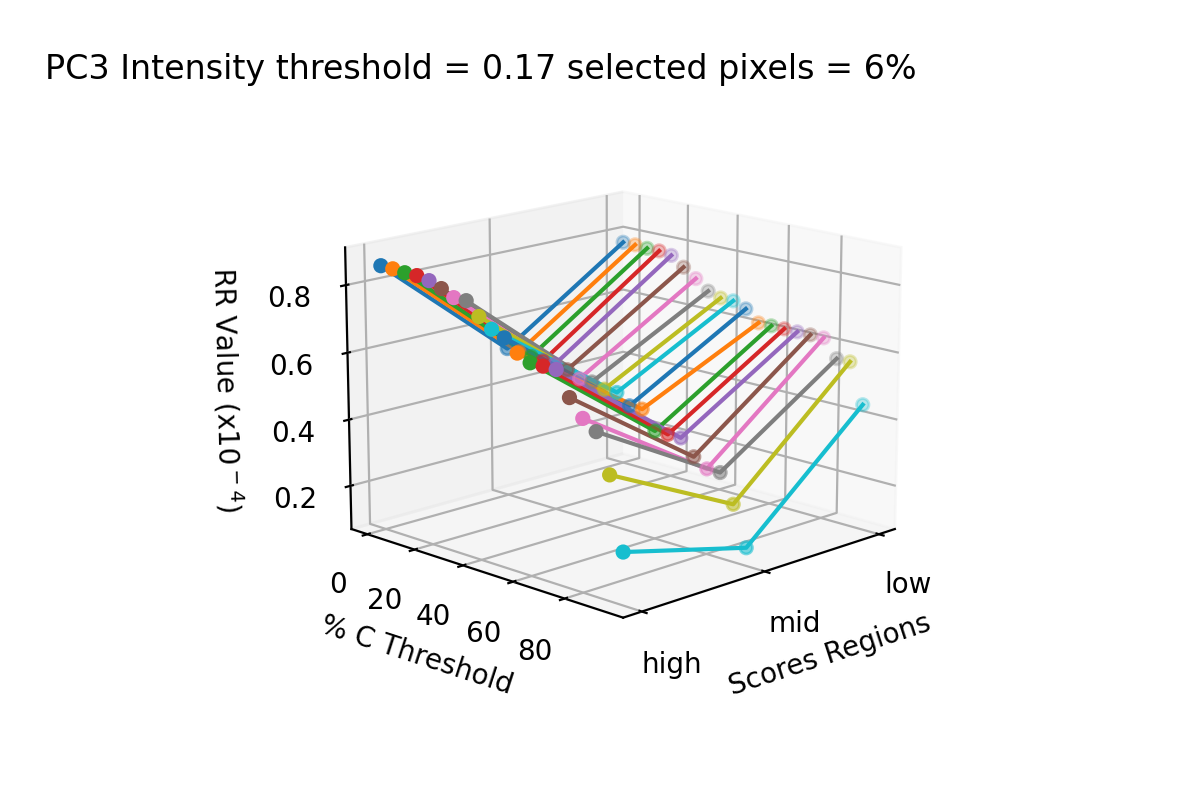 PC3 Intensity threshold = 0.17 selected pixels = 6%
RR Value (x10⁻⁴)
0.8
0.6
0.4
0.2
0
20
40
60
80
% C Threshold
high
mid
low
Scores Regions